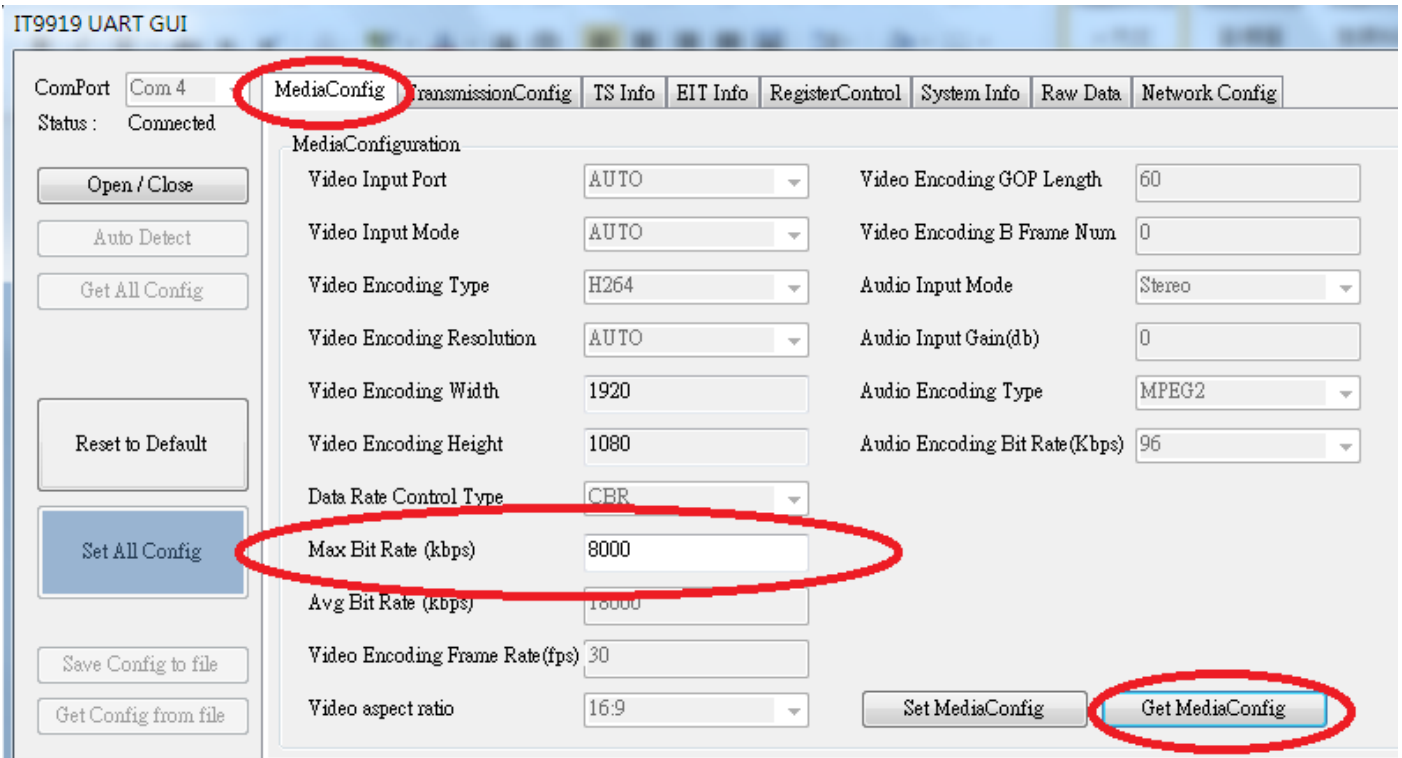 IT9919 UART GUI
ComPort Com 4
Status : Connected
Open / Close
Auto Detect
Get All Config
Reset to Default
Set All Config
Save Config to file
Get Config from file
MediaConfig TransmissionConfig TS Info EIT Info RegisterControl System Info Raw Data Network Config
MediaConfiguration
Video Input Port AUTO
Video Input Mode AUTO
Video Encoding Type H264
Video Encoding Resolution AUTO
Video Encoding Width 1920
Video Encoding Height 1080
Data Rate Control Type CBR
Max Bit Rate (kbps) 8000
Avg Bit Rate (kbps) 18000
Video Encoding Frame Rate(fps) 30
Video aspect ratio 16:9
Video Encoding GOP Length 60
Video Encoding B Frame Num 0
Audio Input Mode Stereo
Audio Input Gain(db) 0
Audio Encoding Type MPEG2
Audio Encoding Bit Rate(Kbps) 96
Set MediaConfig Get MediaConfig